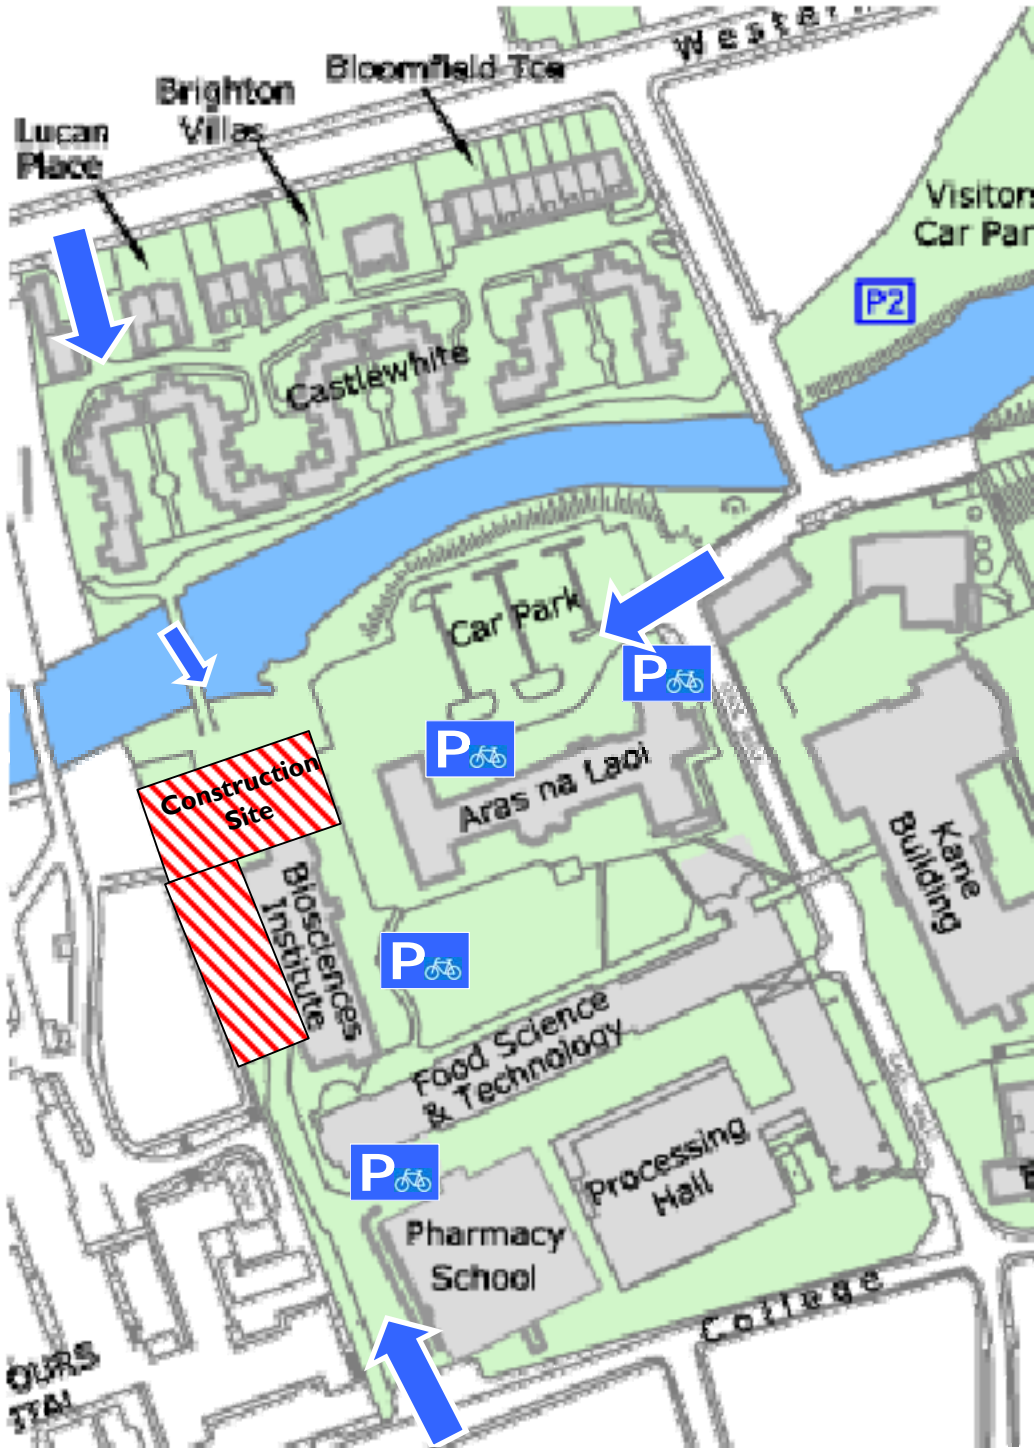 Wester
Bloomfield Tce
Brighton
Villas
Lucan
Place
Visitors
Car Par
P2
Castlewhite
Car Park
P
P
Construction
Site
Aras na Laoi
Kane
Building
Biosciences
Institute
P
Food Science
& Technology
P
Processing
Hall
Pharmacy
School
College
OURS